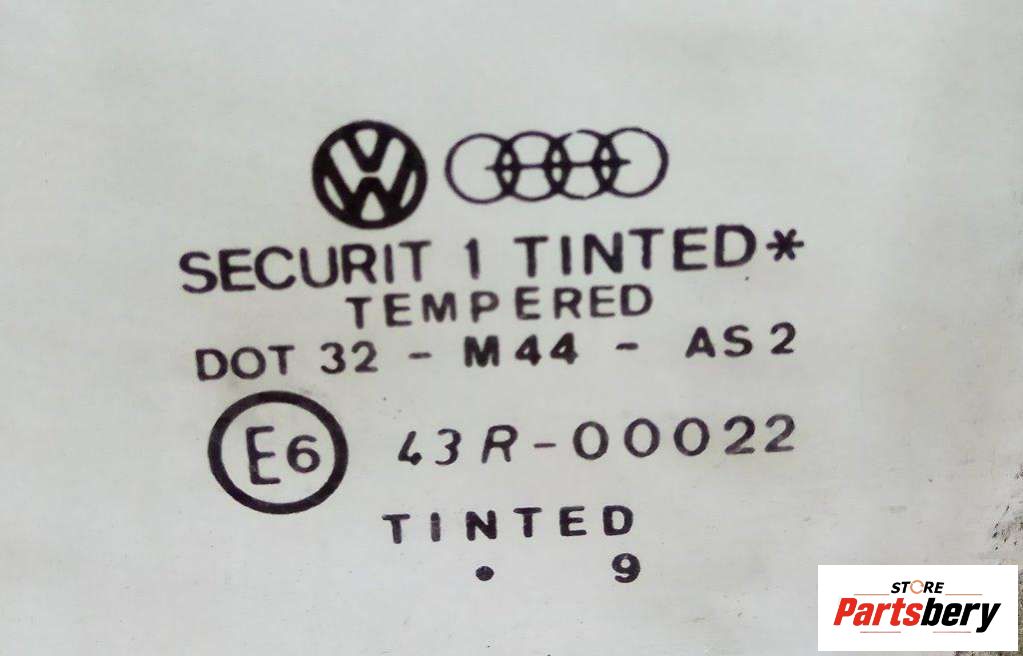 SECURIT 1 TINTED*
TEMPERED
DOT 32 - M44 - AS2
E6 43R-00022
TINTED
. 9
STORE
Partsbery